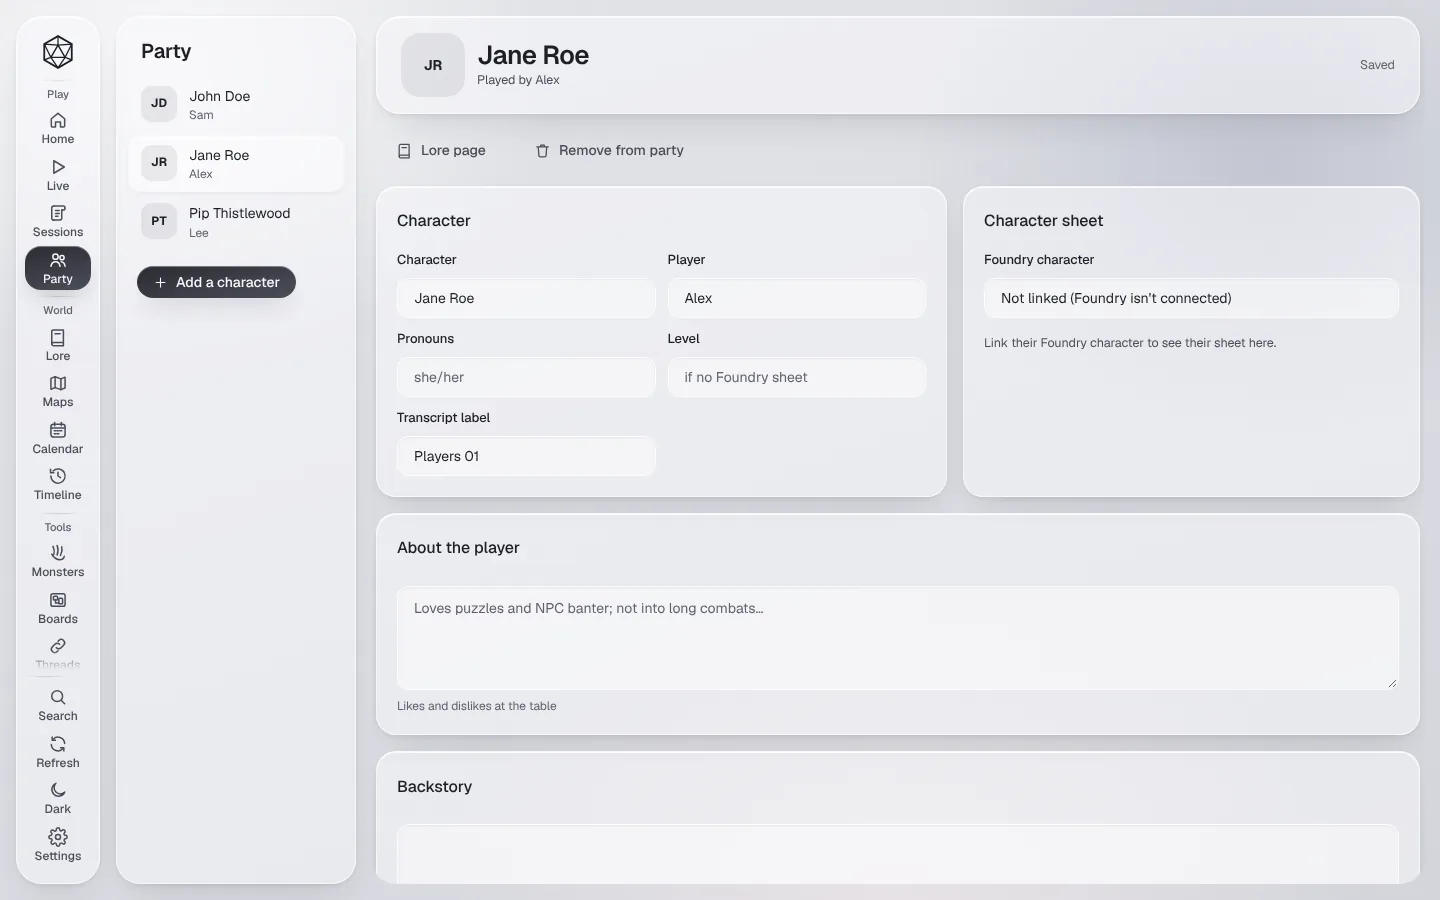 Play
Home
Live
Sessions
Party
World
Lore
Maps
Calendar
Timeline
Tools
Monsters
Boards
Threads
Search
Refresh
Dark
Settings
Party
JD
John Doe
Sam
JR
Jane Roe
Alex
PT
Pip Thistlewood
Lee
Add a character
JR
Jane Roe
Played by Alex
Saved
Lore page
Remove from party
Character
Character
Player
Jane Roe
Alex
Pronouns
Level
she/her
if no Foundry sheet
Transcript label
Players 01
Character sheet
Foundry character
Not linked (Foundry isn't connected)
Link their Foundry character to see their sheet here.
About the player
Loves puzzles and NPC banter; not into long combats…
Likes and dislikes at the table
Backstory